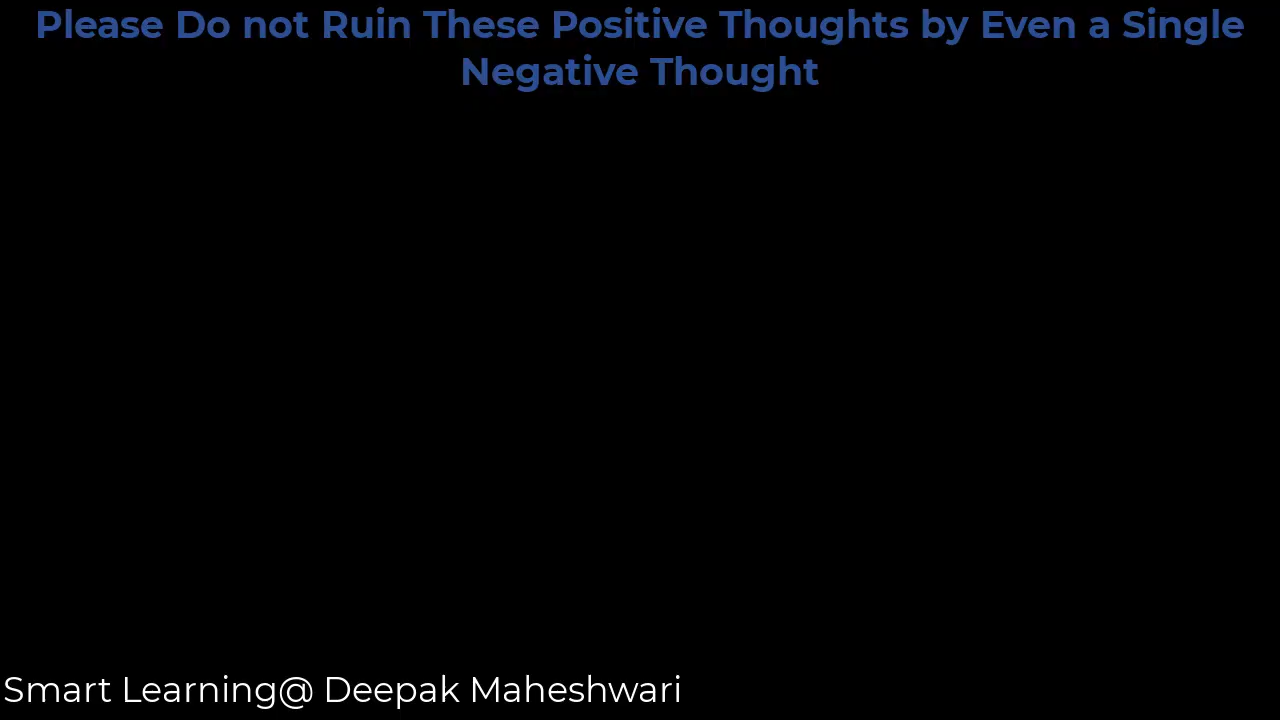 Please Do not Ruin These Positive Thoughts by Even a Single
Negative Thought
Smart Learning@ Deepak Maheshwari